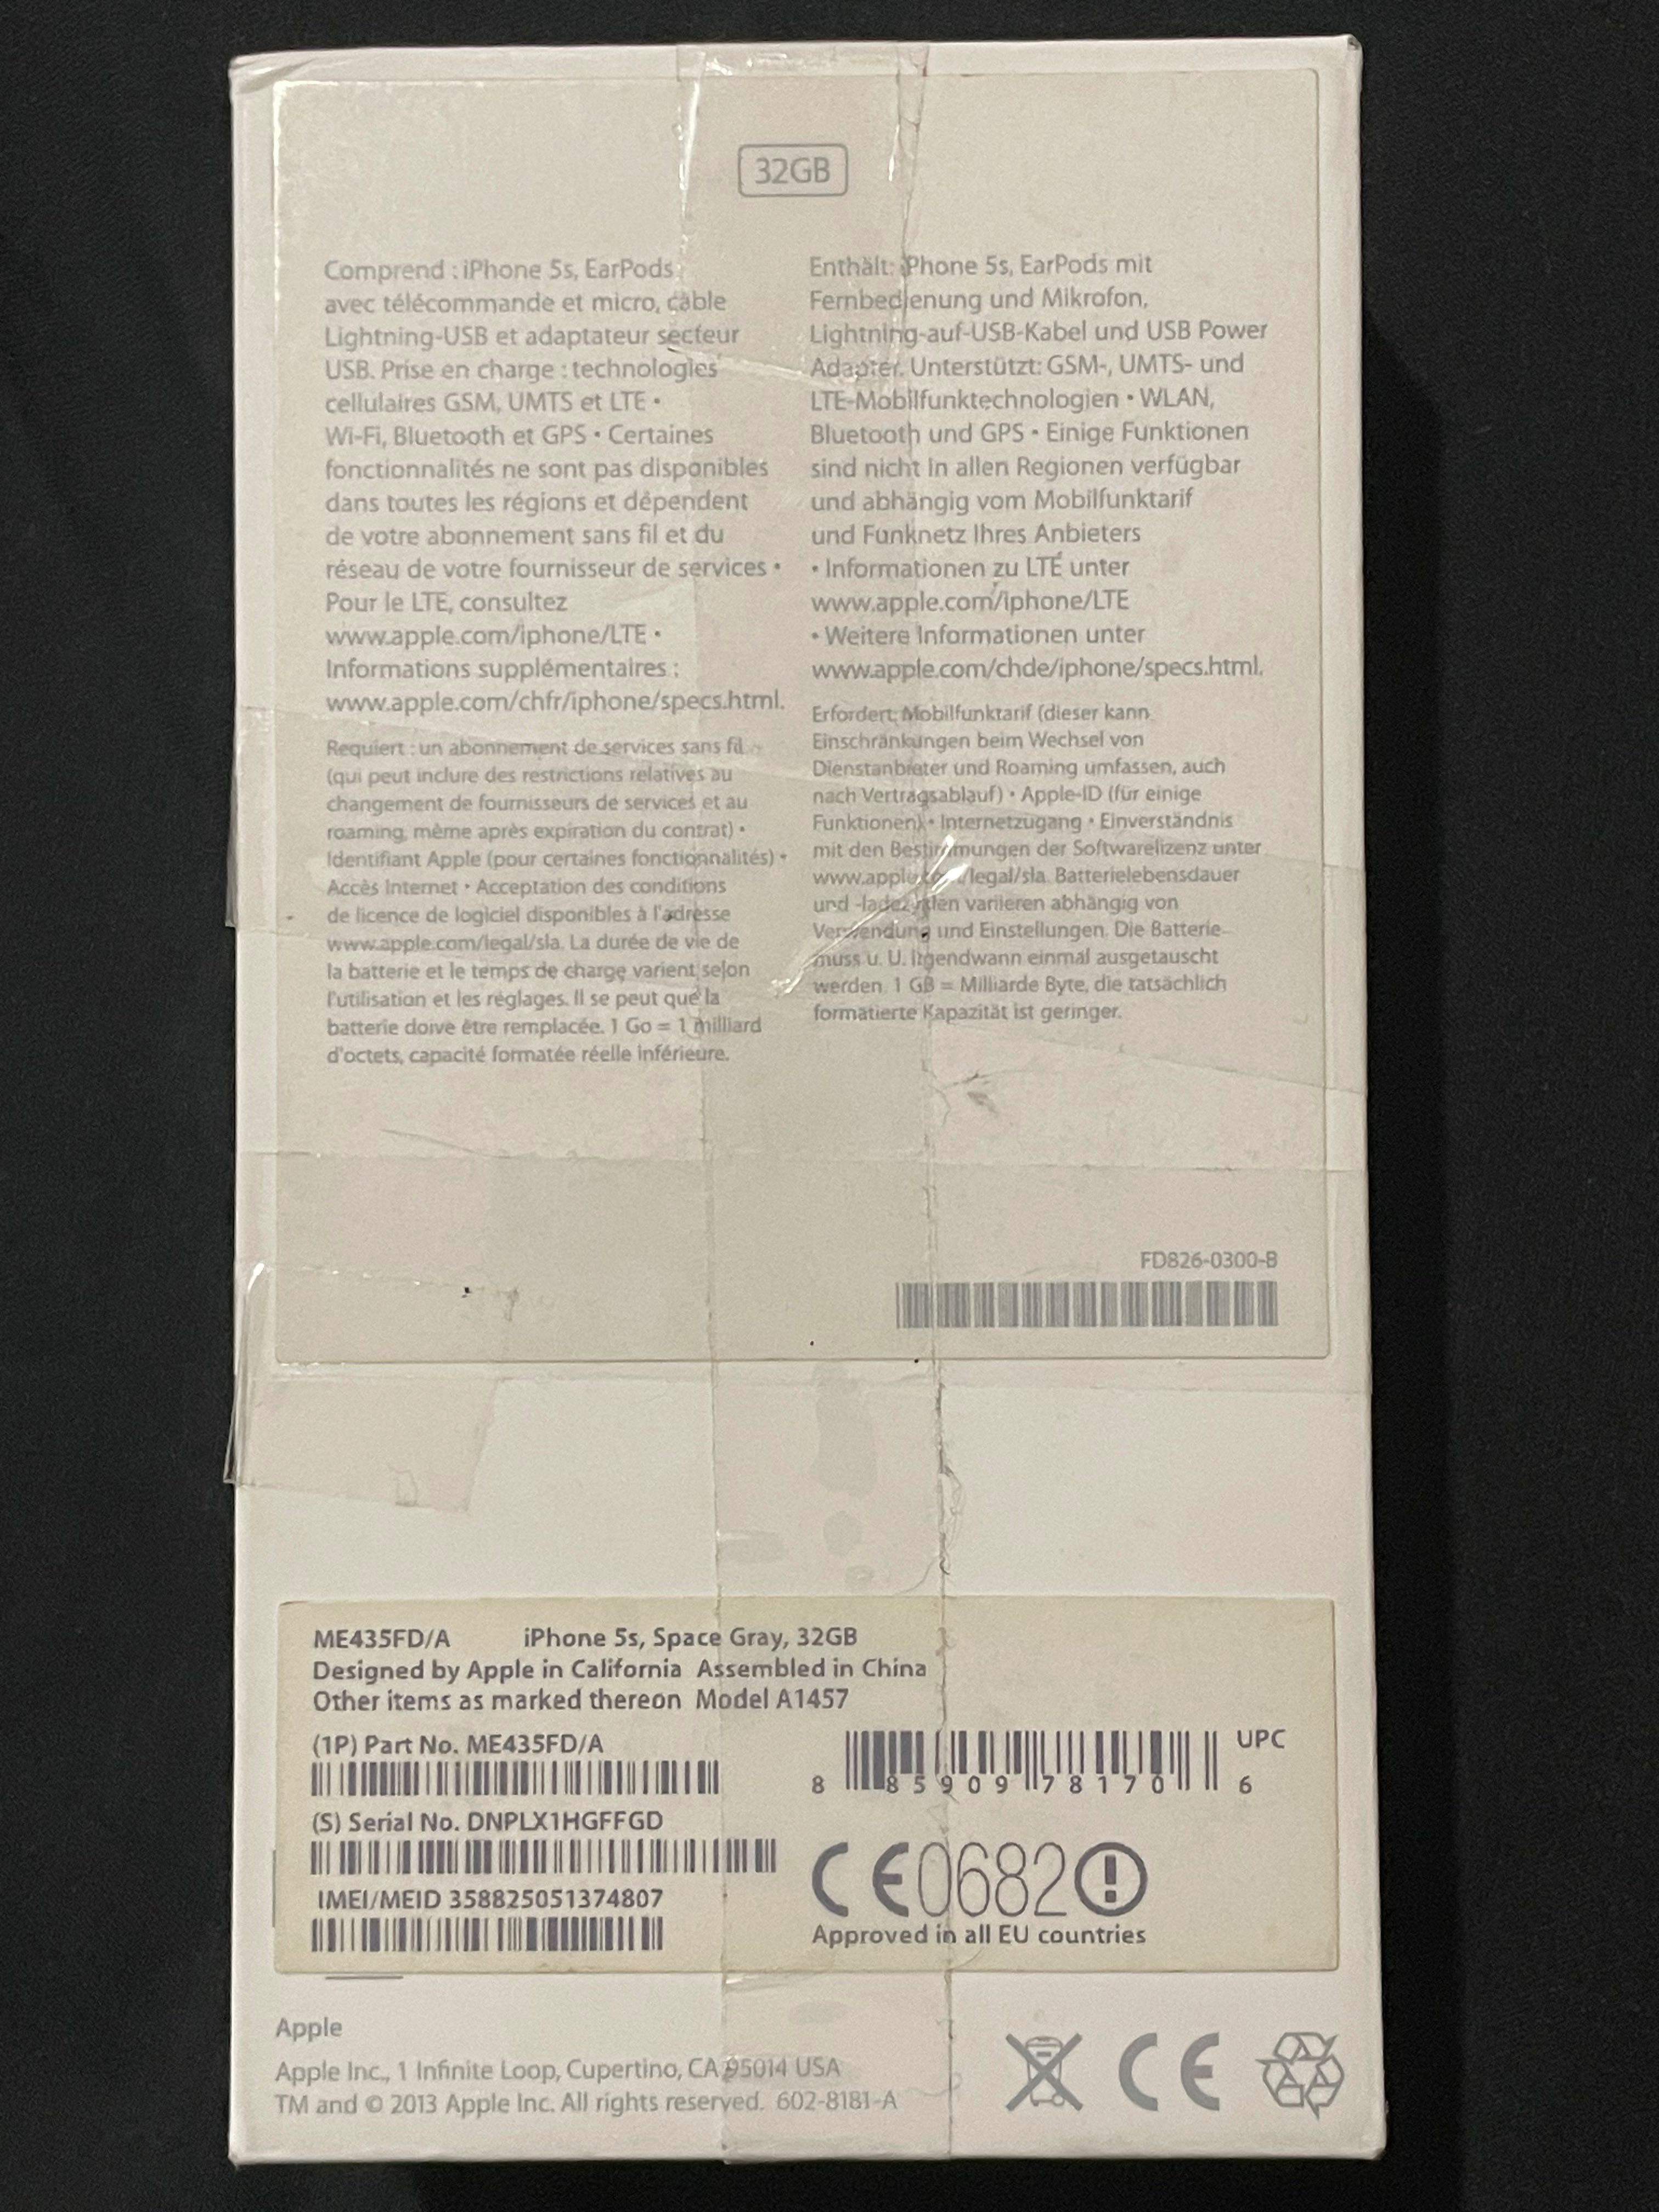 32GB
Comprend : iPhone 5s, EarPods
avec télécommande et micro, câble
Lightning-USB et adaptateur secteur
USB. Prise en charge : technologies
cellulaires GSM, UMTS et LTE •
Wi-Fi, Bluetooth et GPS • Certaines
fonctionnalités ne sont pas disponibles
dans toutes les régions et dépendent
de votre abonnement sans fil et du
réseau de votre fournisseur de services •
Pour le LTE, consultez
www.apple.com/iphone/LTE •
Informations supplémentaires :
www.apple.com/chfr/iphone/specs.html.
Requiert : un abonnement de services sans fil
(qui peut inclure des restrictions relatives au
changement de fournisseurs de services et au
roaming, même après expiration du contrat) •
Identifiant Apple (pour certaines fonctionnalités) •
Accès Internet • Acceptation des conditions
de licence de logiciel disponibles à l'adresse
www.apple.com/legal/sla. La durée de vie de
la batterie et le temps de charge varient selon
l'utilisation et les réglages. Il se peut que la
batterie doive être remplacée. 1 Go = 1 milliard
d'octets, capacité formatée réelle inférieure.
Enthält: iPhone 5s, EarPods mit
Fernbedienung und Mikrofon,
Lightning-auf-USB-Kabel und USB Power
Adapter. Unterstützt: GSM-, UMTS- und
LTE-Mobilfunktechnologien • WLAN,
Bluetooth und GPS • Einige Funktionen
sind nicht in allen Regionen verfügbar
und abhängig vom Mobilfunktarif
und Funknetz Ihres Anbieters
• Informationen zu LTE unter
www.apple.com/iphone/LTE
• Weitere Informationen unter
www.apple.com/chde/iphone/specs.html.
Erfordert: Mobilfunktarif (dieser kann
Einschränkungen beim Wechsel von
Dienstanbieter und Roaming umfassen, auch
nach Vertragsablauf) • Apple-ID (für einige
Funktionen) • Internetzugang • Einverständnis
mit den Bestimmungen der Softwarelizenz unter
www.apple.com/legal/sla. Batterielebensdauer
und -ladezyklen variieren abhängig von
Verwendung und Einstellungen. Die Batterie
muss u. U. irgendwann einmal ausgetauscht
werden. 1 GB = Milliarde Byte, die tatsächlich
formatierte Kapazität ist geringer.
FD826-0300-B
ME435FD/A iPhone 5s, Space Gray, 32GB
Designed by Apple in California Assembled in China
Other items as marked thereon Model A1457
(1P) Part No. ME435FD/A
(S) Serial No. DNPLX1HGFFGD
IMEI/MEID 358825051374807
UPC
8 85909 78170 6
CE0682
Approved in all EU countries
Apple
Apple Inc., 1 Infinite Loop, Cupertino, CA 95014 USA
TM and © 2013 Apple Inc. All rights reserved. 602-8181-A
CE